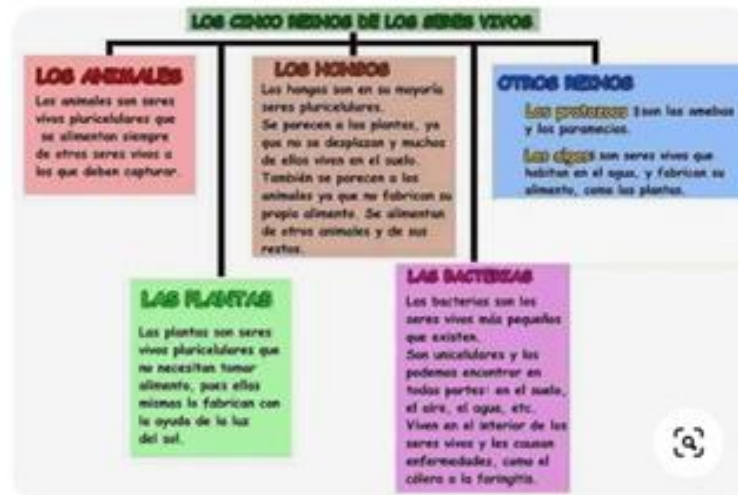 LOS CINCO REINOS DE LOS SERES VIVOS
LOS ANIMALES
Los animales son seres
vivos pluricelulares que
se alimentan siempre
de otros seres vivos a
los que deben capturar.
LOS HONGOS
Los hongos son en su mayoría
seres pluricelulares.
Se parecen a las plantas, ya
que no se desplazan y muchos
de ellos viven en el suelo.
También se parecen a los
animales ya que no fabrican su
propio alimento. Se alimentan
de otros animales y de sus
restos.
OTROS REINOS
Los protozoos: son las amebas
y los paramecios.
Las algas: son seres vivos que
habitan en el agua, y fabrican su
alimento, como las plantas.
LAS PLANTAS
Las plantas son seres
vivos pluricelulares que
no necesitan tomar
alimento, pues ellas
mismas lo fabrican con
la ayuda de la luz
del sol.
LAS BACTERIAS
Las bacterias son los
seres vivos más pequeños
que existen.
Son unicelulares y las
podemos encontrar en
todas partes: en el suelo,
el aire, el agua, etc.
Viven en el interior de los
seres vivos y les causan
enfermedades, como el
cólera o la faringitis.